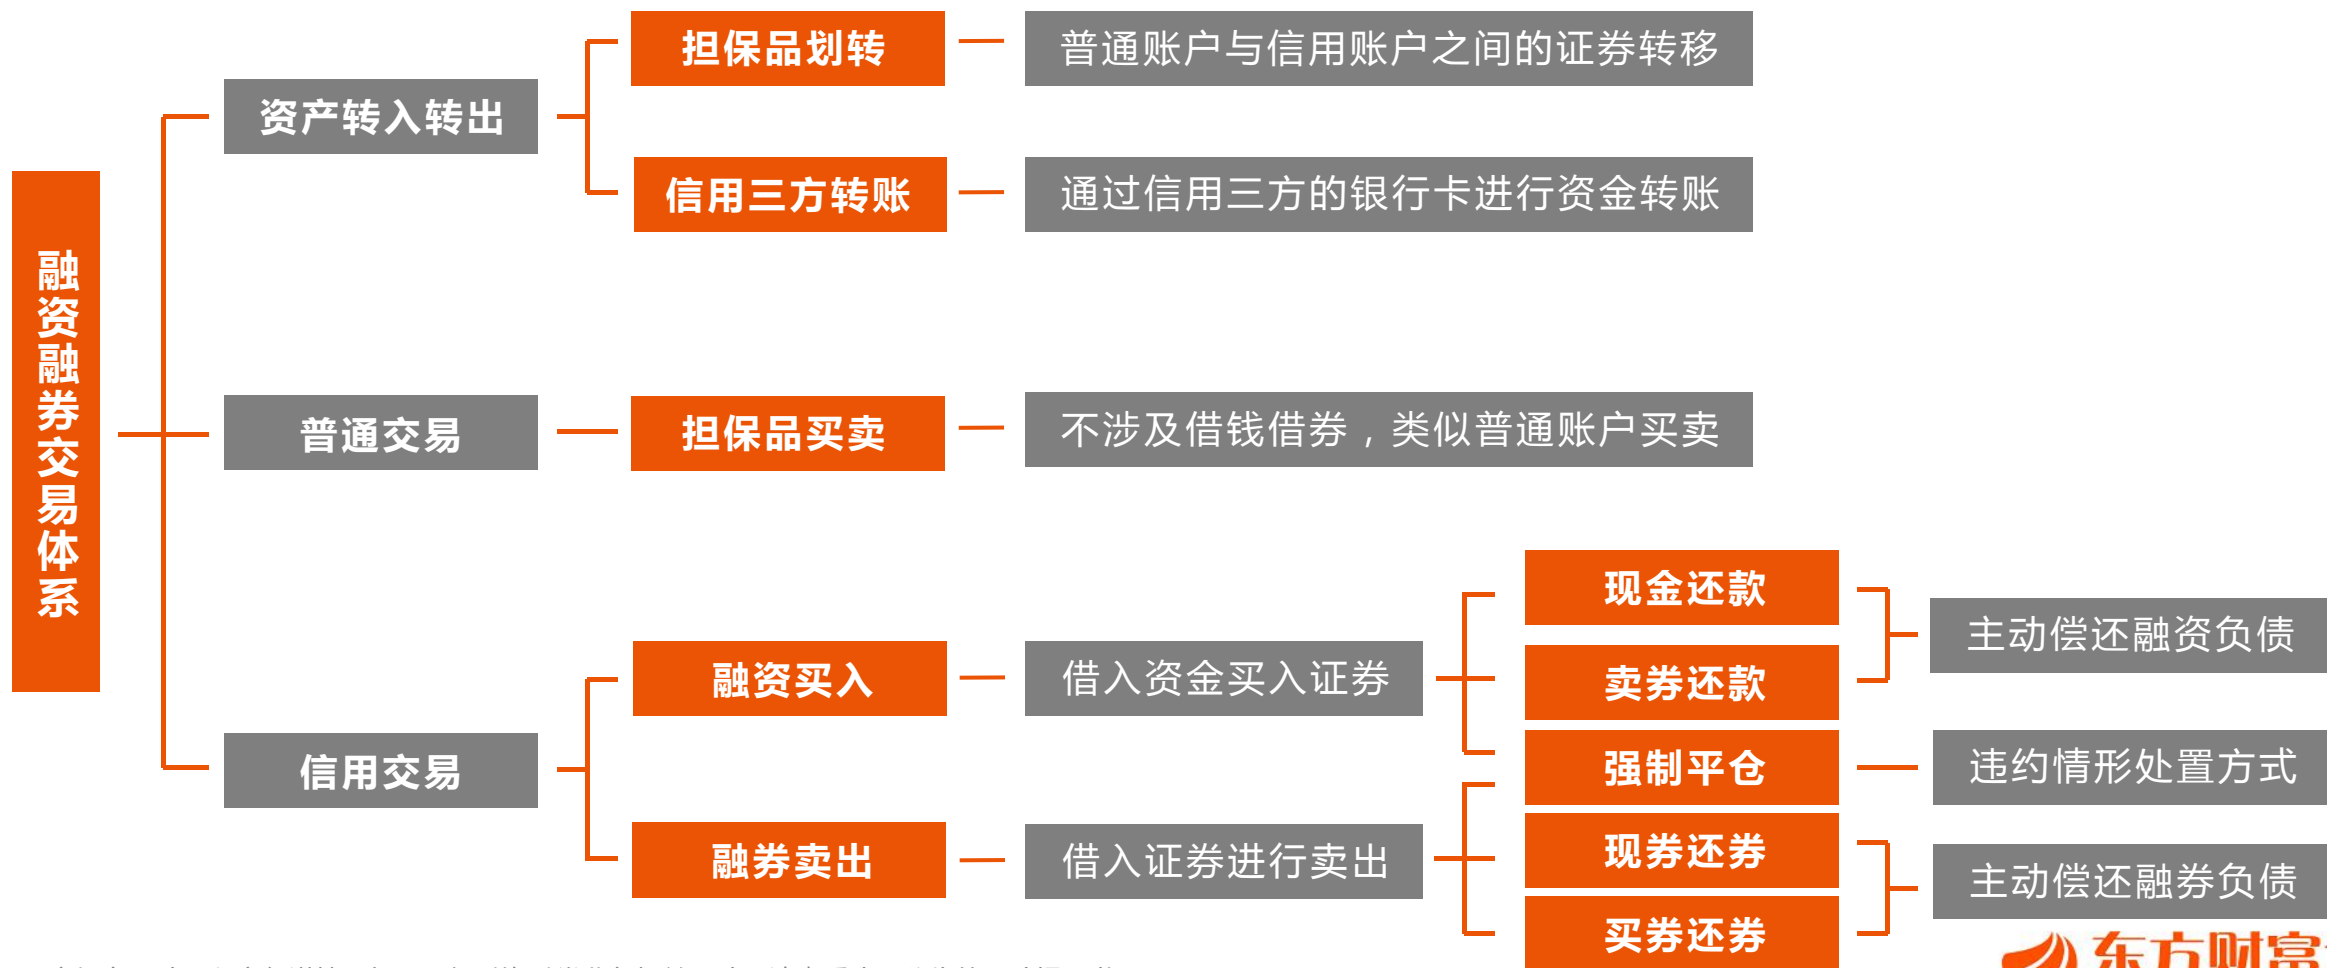 融资融券交易体系
资产转入转出
担保品划转
普通账户与信用账户之间的证券转移
信用三方转账
通过信用三方的银行卡进行资金转账
普通交易
担保品买卖
不涉及借钱借券，类似普通账户买卖
信用交易
融资买入
借入资金买入证券
现金还款
卖券还款
主动偿还融资负债
强制平仓
违约情形处置方式
融券卖出
借入证券进行卖出
现券还券
买券还券
主动偿还融券负债
东方财富